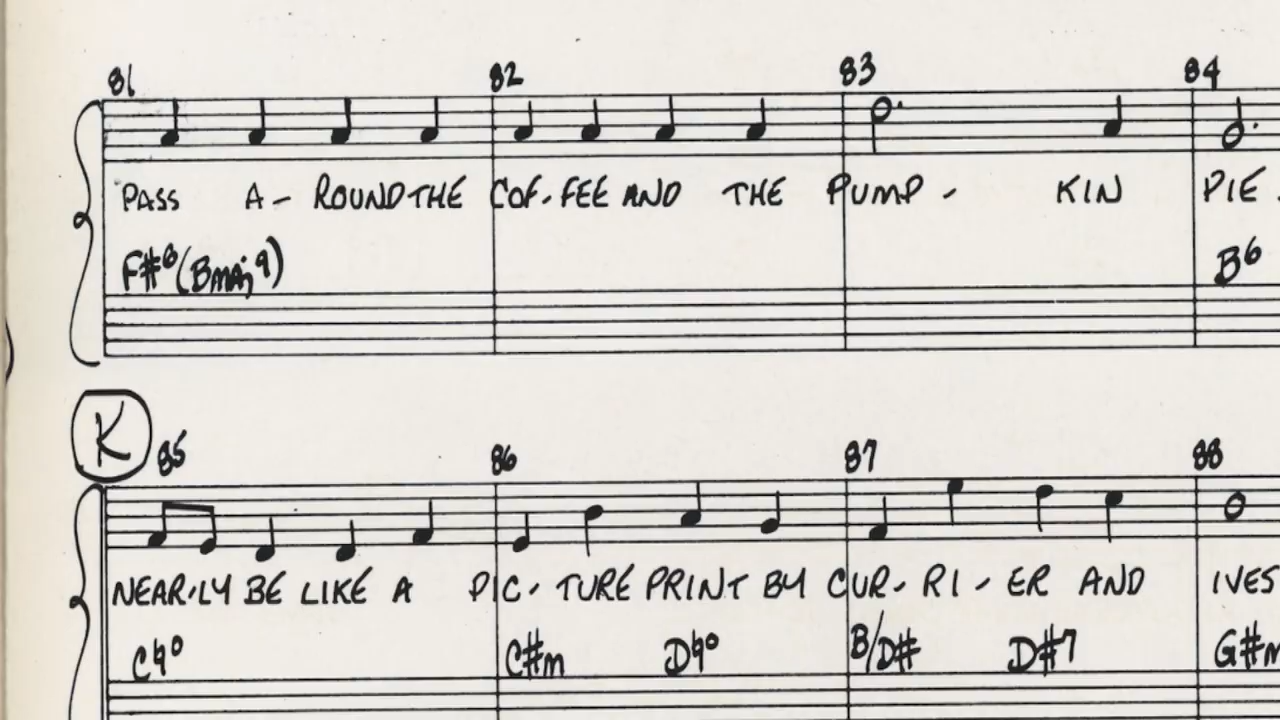 81 82 83 84
PASS A- ROUND THE COF-FEE AND THE PUMP- KIN PIE.
F#6(Bmaj9) B6
K
85 86 87 88
NEAR-LY BE LIKE A PIC-TURE PRINT BY CUR-RI-ER AND IVES
C♮° C#m D♮° B/D# D#7 G#m